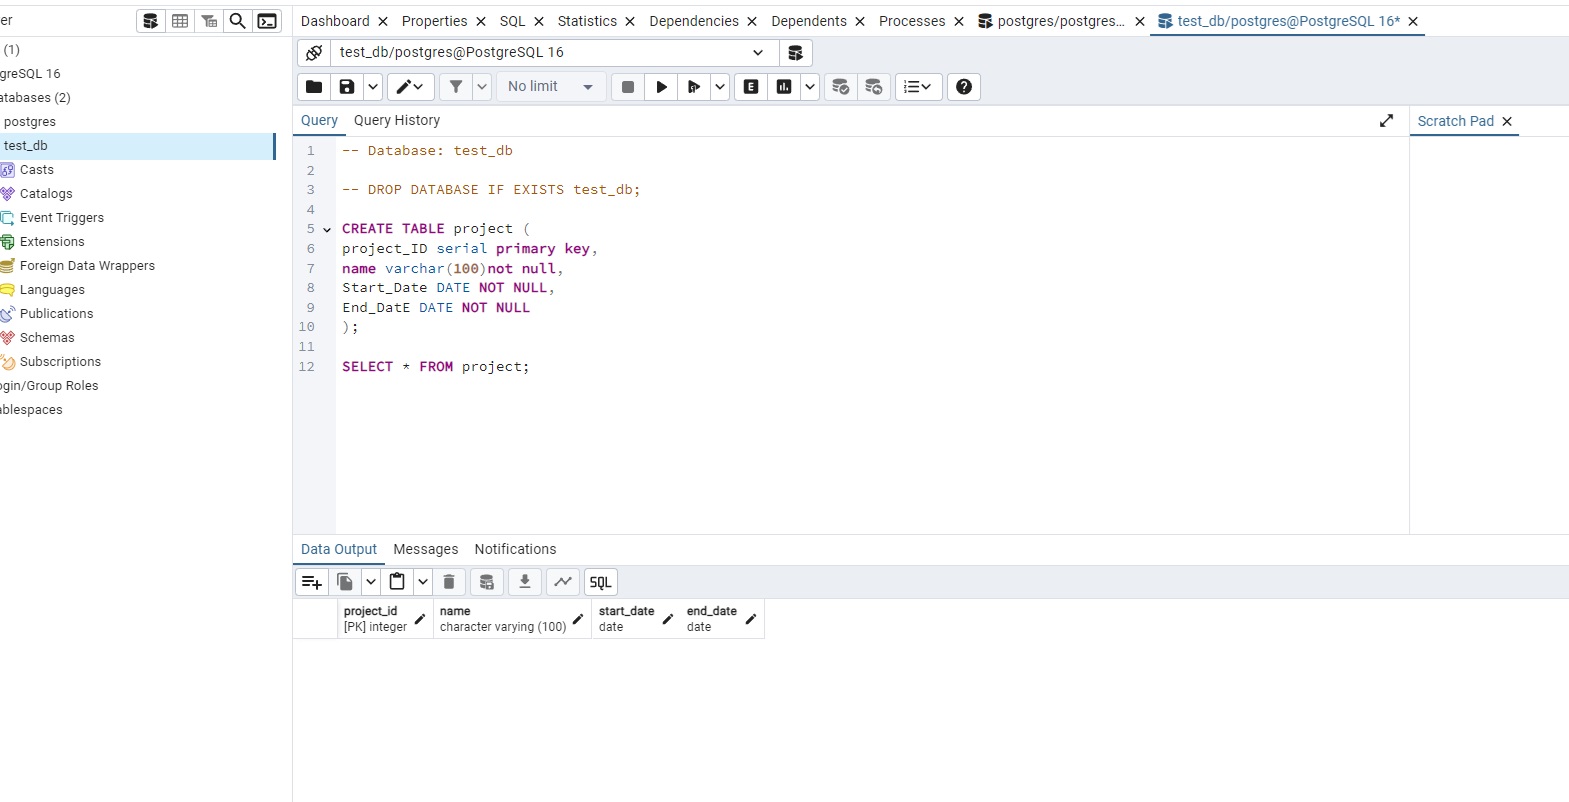 er
Dashboard Properties SQL Statistics Dependencies Dependents Processes postgres/postgres... test_db/postgres@PostgreSQL 16*
(1)
greSQL 16
atabases (2)
postgres
test_db
Casts
Catalogs
Event Triggers
Extensions
Foreign Data Wrappers
Languages
Publications
Schemas
Subscriptions
ogin/Group Roles
ablespaces
test_db/postgres@PostgreSQL 16
No limit
E
Query Query History
Scratch Pad
1 -- Database: test_db
2
3 -- DROP DATABASE IF EXISTS test_db;
4
5 CREATE TABLE project (
6 project_ID serial primary key,
7 name varchar(100)not null,
8 Start_Date DATE NOT NULL,
9 End_DatE DATE NOT NULL
10 );
11
12 SELECT * FROM project;
Data Output Messages Notifications
SQL
project_id name start_date end_date
[PK] integer character varying (100) date date